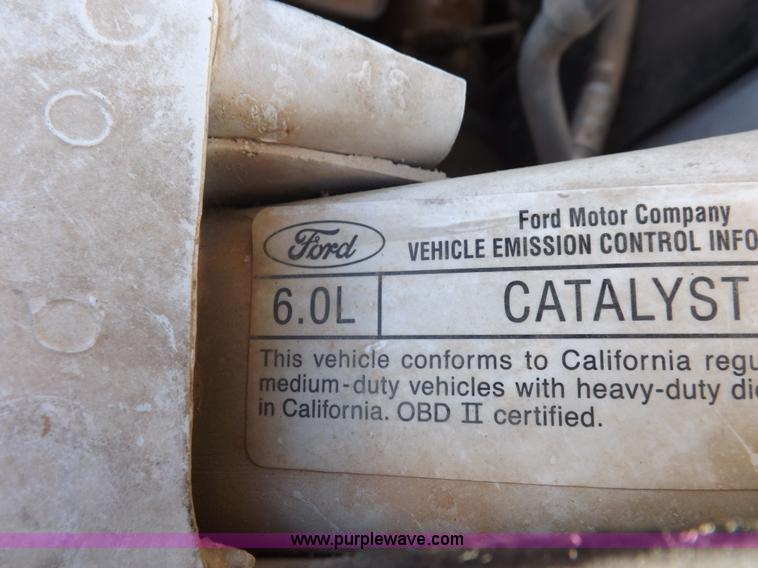 Ford
Ford Motor Company
VEHICLE EMISSION CONTROL INFO
6.0L
CATALYST
This vehicle conforms to California regu
medium-duty vehicles with heavy-duty die
in California. OBD II certified.
www.purplewave.com